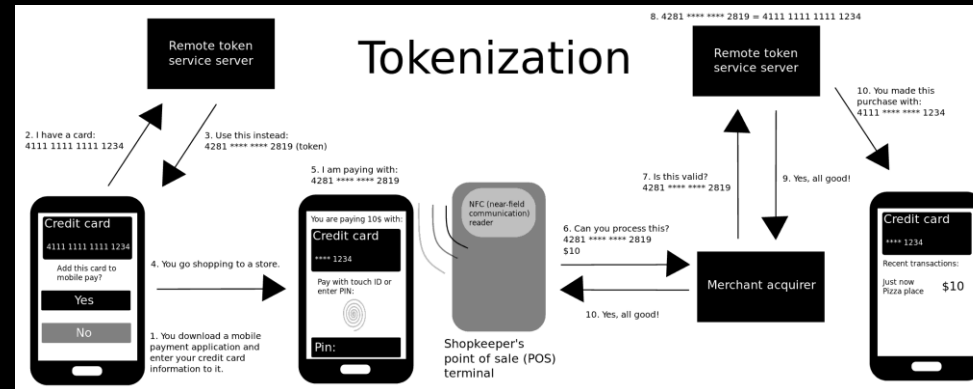 8. 4281 **** **** 2819 = 4111 1111 1111 1234
Tokenization
Remote token
service server
Remote token
service server
2. I have a card:
4111 1111 1111 1234
3. Use this instead:
4281 **** **** 2819 (token)
10. You made this
purchase with:
4111 **** **** 1234
5. I am paying with:
4281 **** **** 2819
7. Is this valid?
4281 **** **** 2819
9. Yes, all good!
Credit card
4111 1111 1111 1234
Add this card to
mobile pay?
Yes
No
4. You go shopping to a store.
1. You download a mobile
payment application and
enter your credit card
information to it.
You are paying 10$ with:
Credit card
**** 1234
Pay with touch ID or
enter PIN:
Pin:
NFC (near-field
communication)
reader
Shopkeeper's
point of sale (POS)
terminal
6. Can you process this?
4281 **** **** 2819
$10
10. Yes, all good!
Merchant acquirer
Credit card
**** 1234
Recent transactions:
Just now
Pizza place
$10